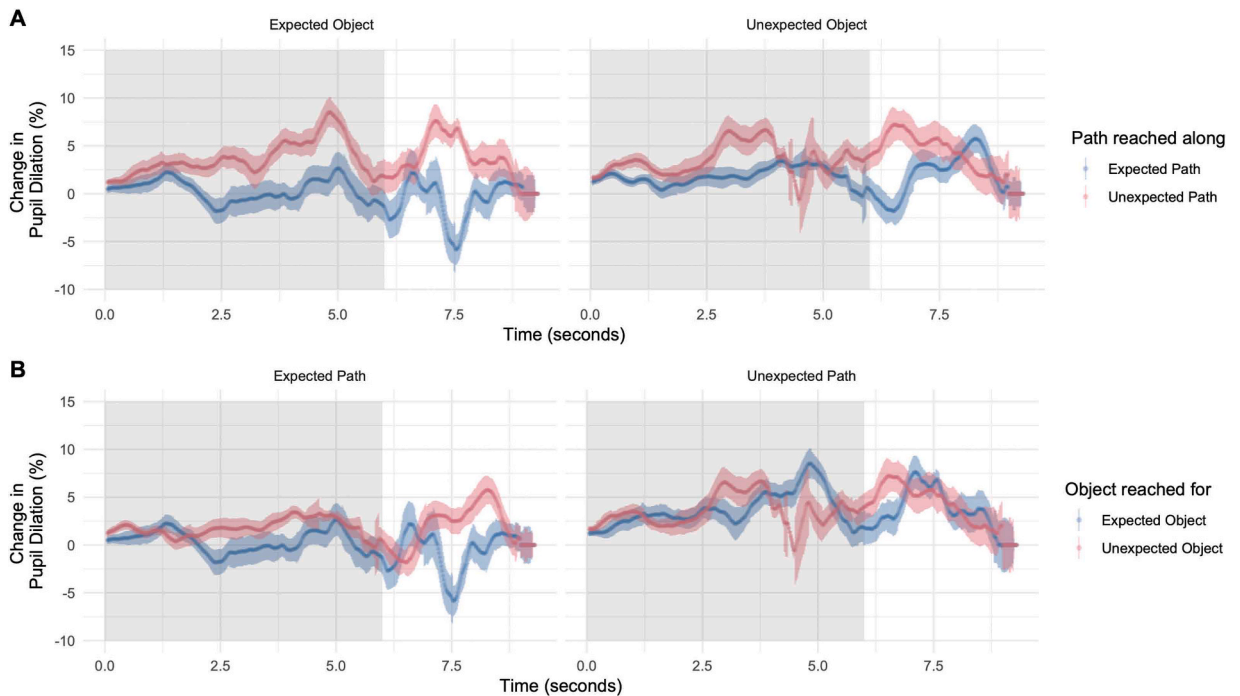 A
Expected Object
Unexpected Object
15
10
5
0
-5
-10
Change in
Pupil Dilation (%)
0.0
2.5
5.0
7.5
0.0
2.5
5.0
7.5
Time (seconds)
Path reached along
Expected Path
Unexpected Path
B
Expected Path
Unexpected Path
15
10
5
0
-5
-10
Change in
Pupil Dilation (%)
0.0
2.5
5.0
7.5
0.0
2.5
5.0
7.5
Time (seconds)
Object reached for
Expected Object
Unexpected Object